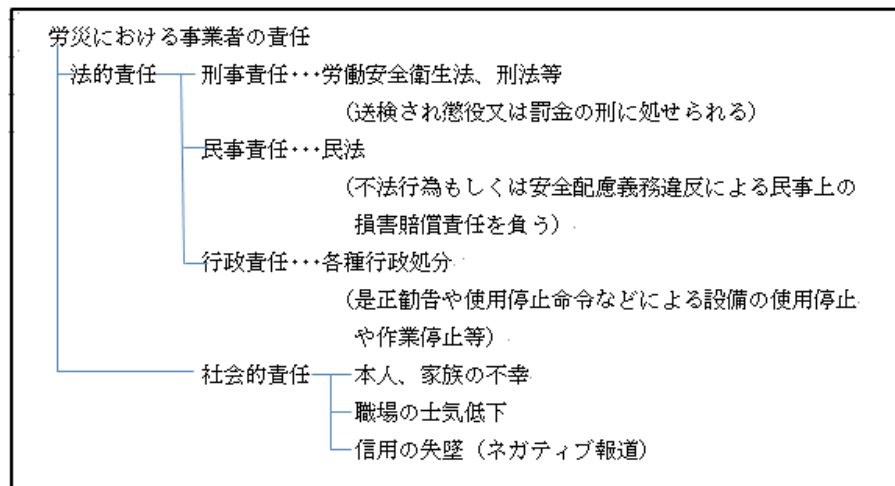 労災における事業者の責任
法的責任 刑事責任･･･労働安全衛生法、刑法等
（送検され懲役又は罰金の刑に処せられる）
民事責任･･･民法
（不法行為もしくは安全配慮義務違反による民事上の
損害賠償責任を負う）
行政責任･･･各種行政処分
（是正勧告や使用停止命令などによる設備の使用停止
や作業停止等）
社会的責任 本人、家族の不幸
職場の士気低下
信用の失墜（ネガティブ報道）